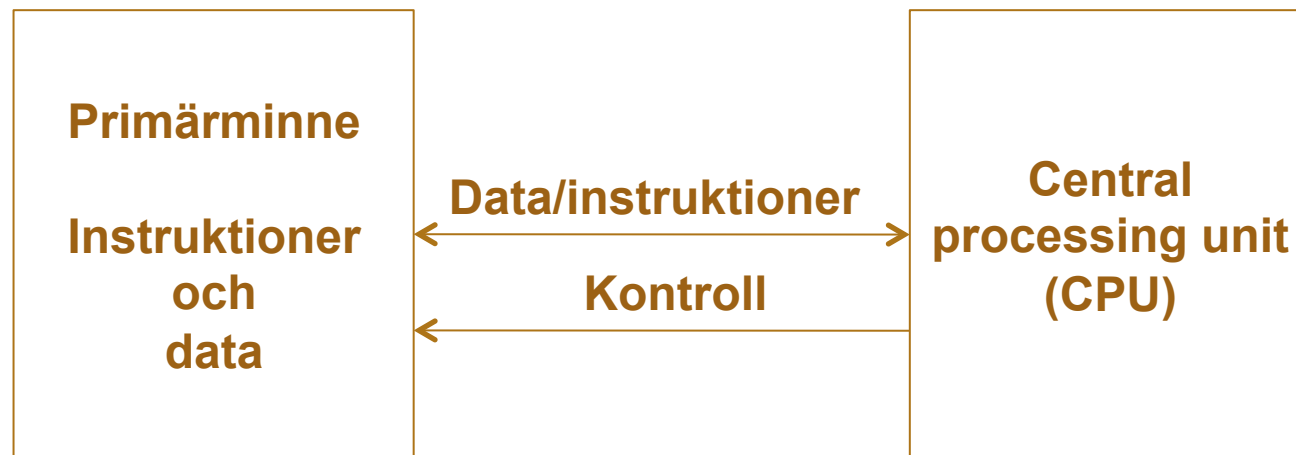 Primärminne
Instruktioner
och
data
Data/instruktioner
Kontroll
Central
processing unit
(CPU)